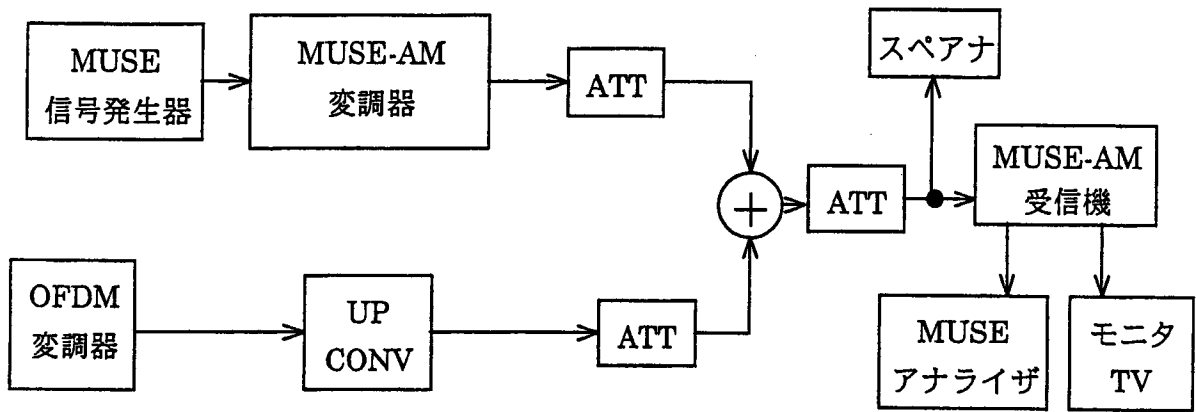 MUSE
信号発生器
MUSE-AM
変調器
ATT
スペアナ
+
ATT
MUSE-AM
受信機
OFDM
変調器
UP
CONV
ATT
MUSE
アナライザ
モニタ
TV